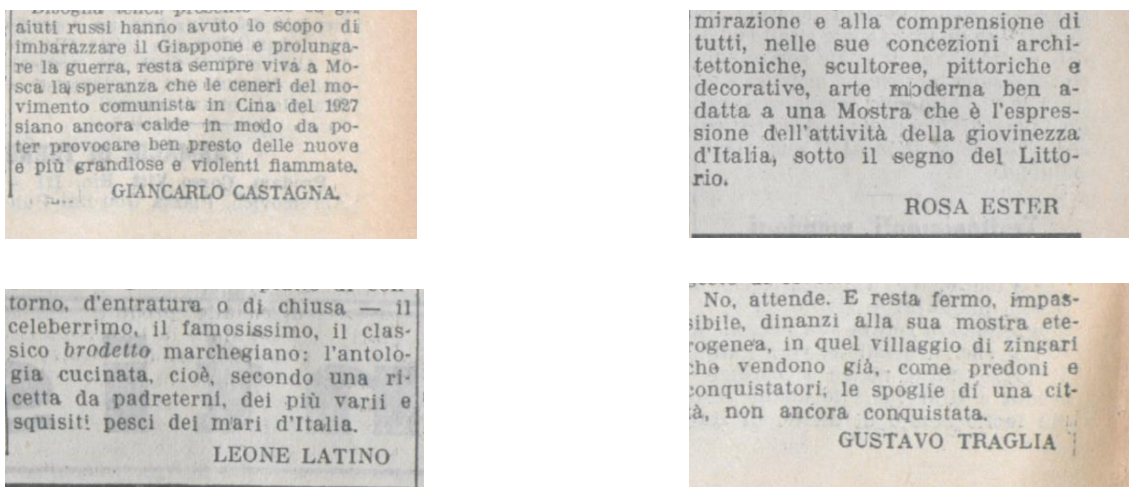 aiuti russi hanno avuto lo scopo di
imbarazzare il Giappone e prolunga-
re la guerra, resta sempre viva a Mo-
sca la speranza che le ceneri del mo-
vimento comunista in Cina del 1927
siano ancora calde in modo da po-
ter provocare ben presto delle nuove
e più grandiose e violenti fiammate.
GIANCARLO CASTAGNA.
mirazione e alla comprensione di
tutti, nelle sue concezioni archi-
tettoniche, scultoree, pittoriche e
decorative, arte moderna ben a-
datta a una Mostra che è l'espres-
sione dell'attività della giovinezza
d'Italia, sotto il segno del Litto-
rio.
ROSA ESTER
torno, d'entratura o di chiusa — il
celeberrimo, il famosissimo, il clas-
sico brodetto marchegiano: l'antolo-
gia cucinata, cioè, secondo una ri-
cetta da padreterni, dei più varii e
squisiti pesci dei mari d'Italia.
LEONE LATINO
No, attende. E resta fermo, impas-
sibile, dinanzi alla sua mostra ete-
rogenea, in quel villaggio di zingari
che vendono già, come predoni e
conquistatori, le spoglie di una cit-
tà, non ancora conquistata.
GUSTAVO TRAGLIA